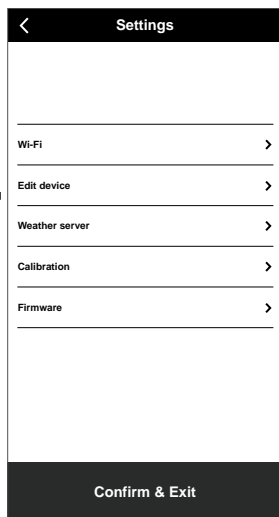 Settings
Wi-Fi
Edit device
Weather server
Calibration
Firmware
Confirm & Exit